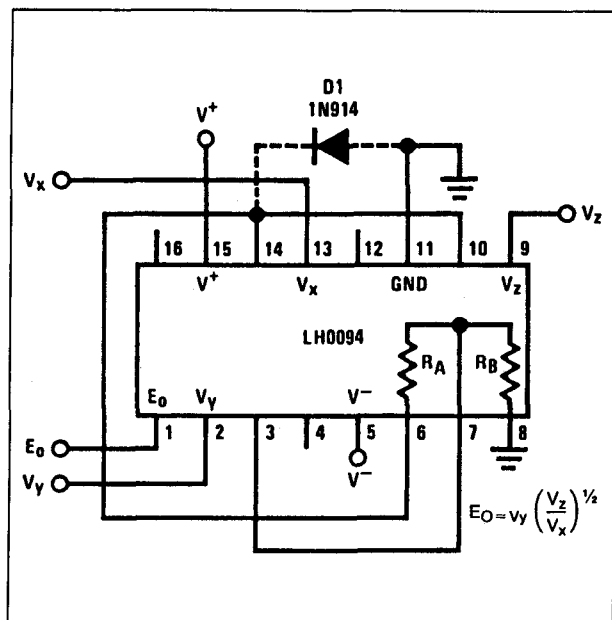 D1
1N914
V+
Vx
Vz
16 15 14 13 12 11 10 9
V+ Vx GND Vz
LH0094
RA RB
Eo Vy V−
1 2 3 4 5 6 7 8
Eo
Vy
V−
EO = vy (Vz/Vx)^½